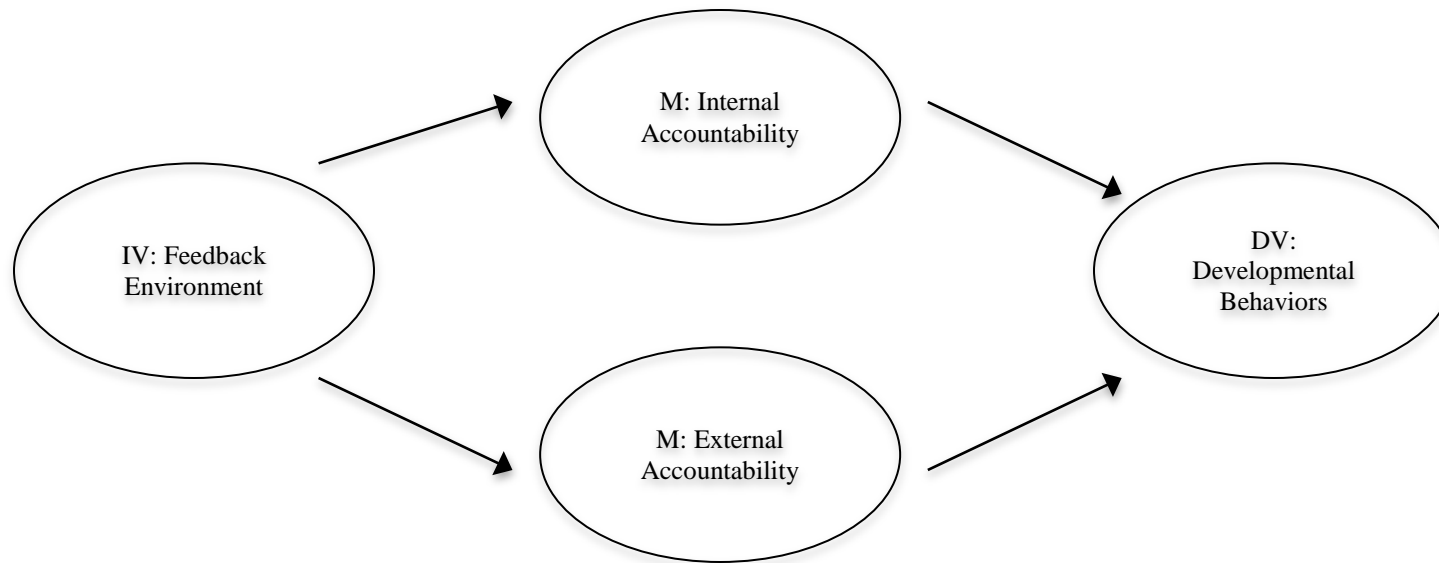 M: Internal
Accountability
IV: Feedback
Environment
DV:
Developmental
Behaviors
M: External
Accountability